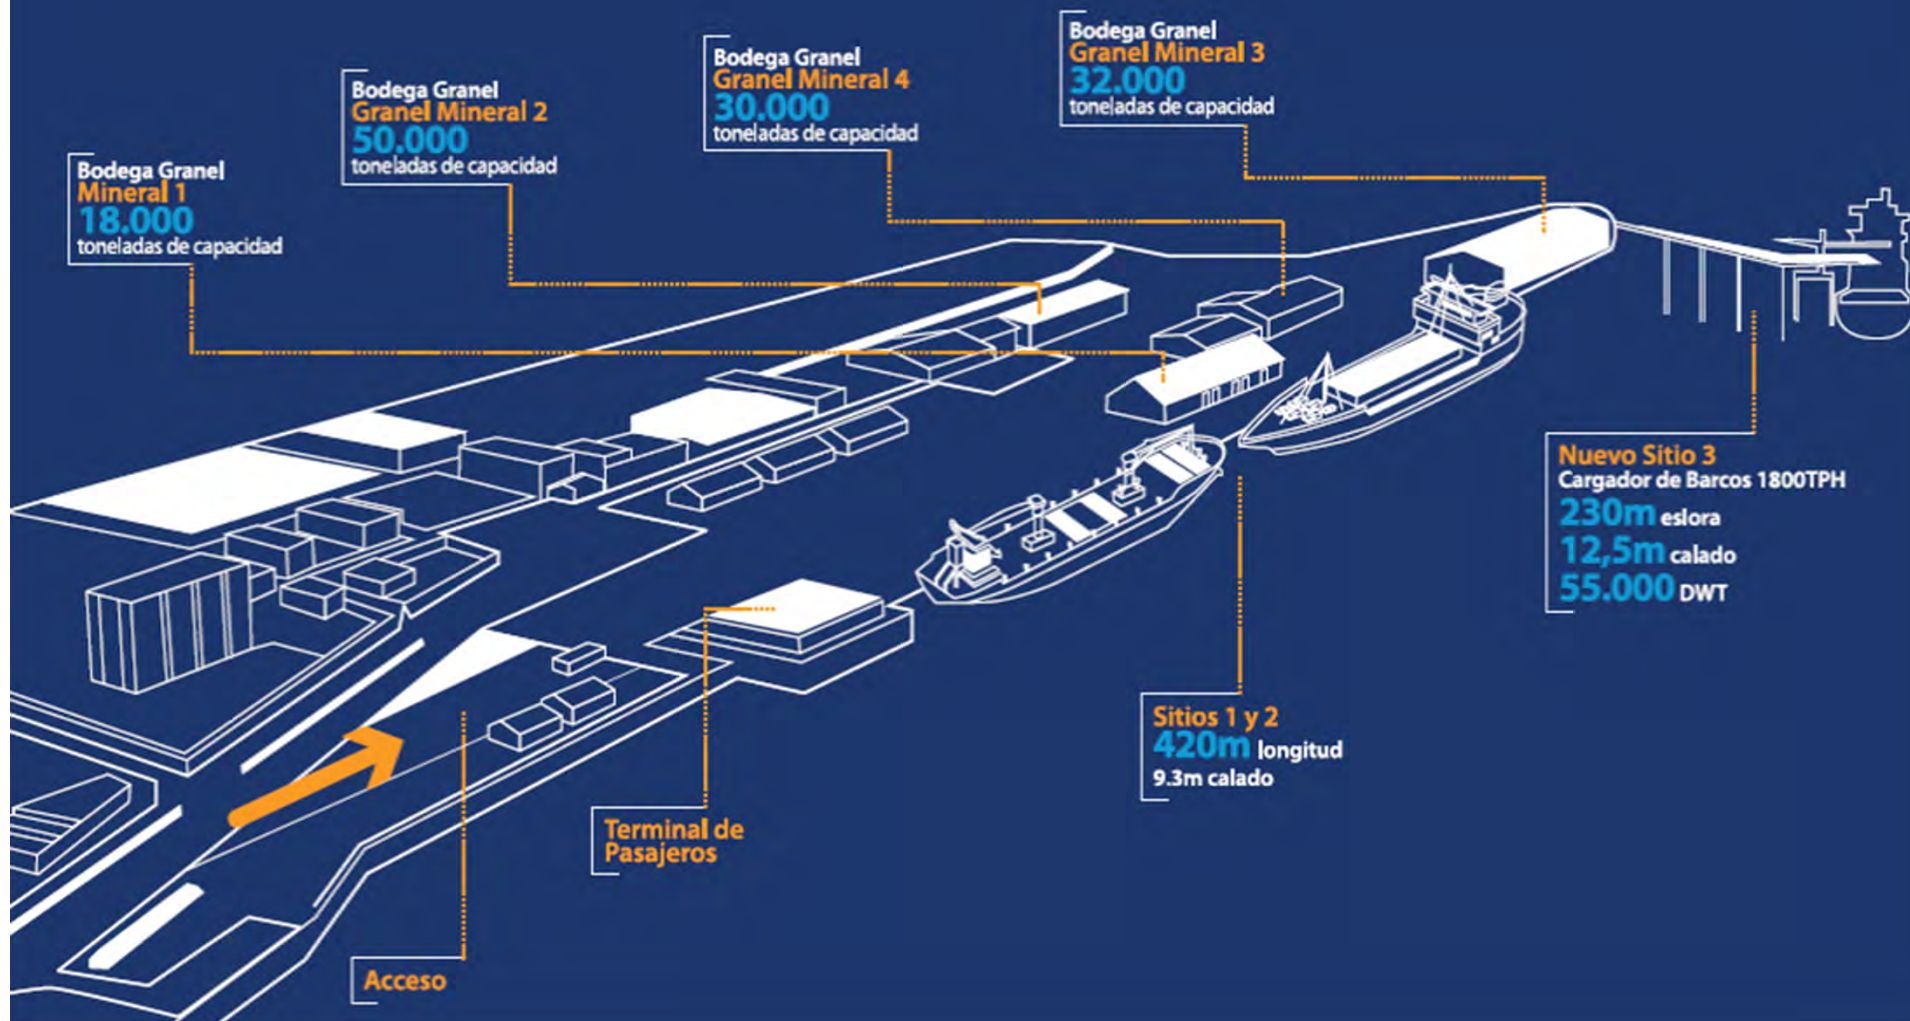 Bodega Granel
Mineral 1
18.000
toneladas de capacidad
Bodega Granel
Granel Mineral 2
50.000
toneladas de capacidad
Bodega Granel
Granel Mineral 4
30.000
toneladas de capacidad
Bodega Granel
Granel Mineral 3
32.000
toneladas de capacidad
Nuevo Sitio 3
Cargador de Barcos 1800TPH
230m eslora
12,5m calado
55.000 DWT
Sitios 1 y 2
420m longitud
9.3m calado
Terminal de
Pasajeros
Acceso